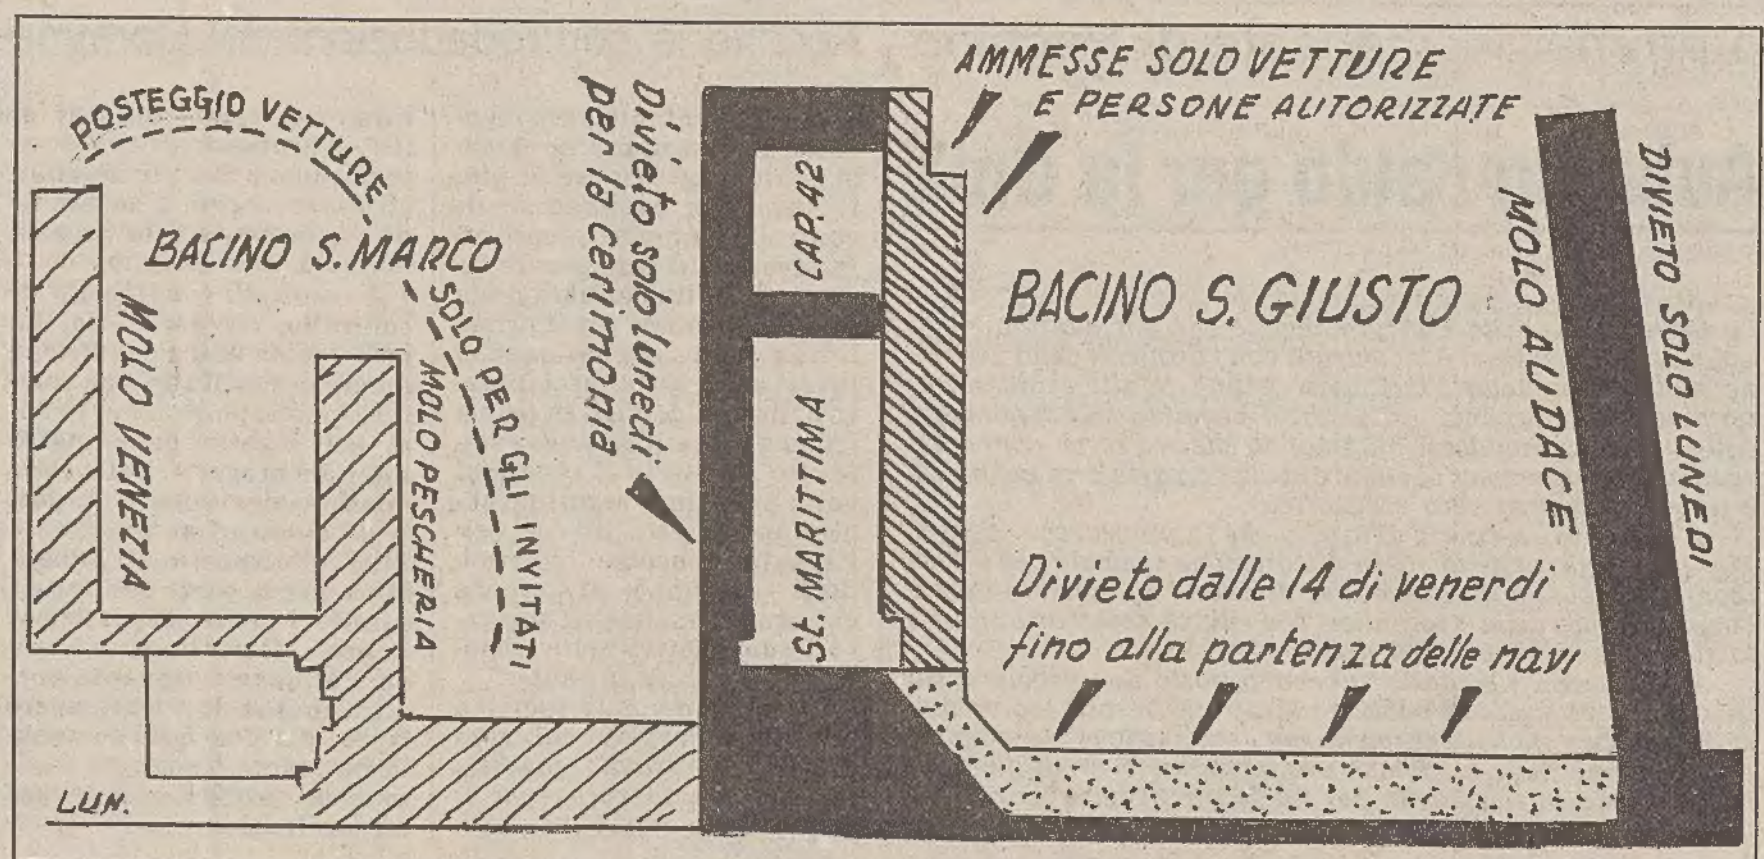 POSTEGGIO VETTURE
SOLO PER GLI INVITATI
BACINO S. MARCO
MOLO VENEZIA
MOLO PESCHERIA
LUN.
Divieto solo lunedi
per la cerimonia
CAP. 42
St. MARITTIMA
AMMESSE SOLO VETTURE
E PERSONE AUTORIZZATE
BACINO S. GIUSTO
Divieto dalle 14 di venerdi
fino alla partenza delle navi
MOLO AUDACE
DIVIETO SOLO LUNEDI